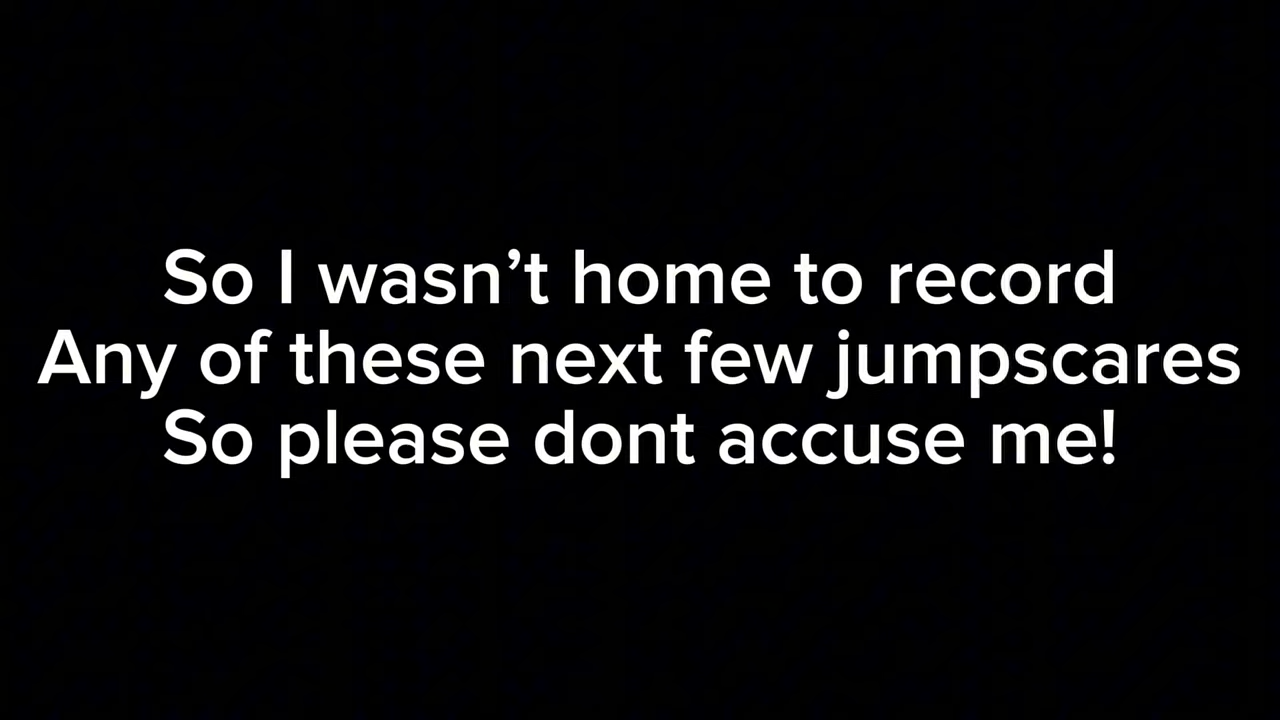 So I wasn’t home to record
Any of these next few jumpscares
So please dont accuse me!